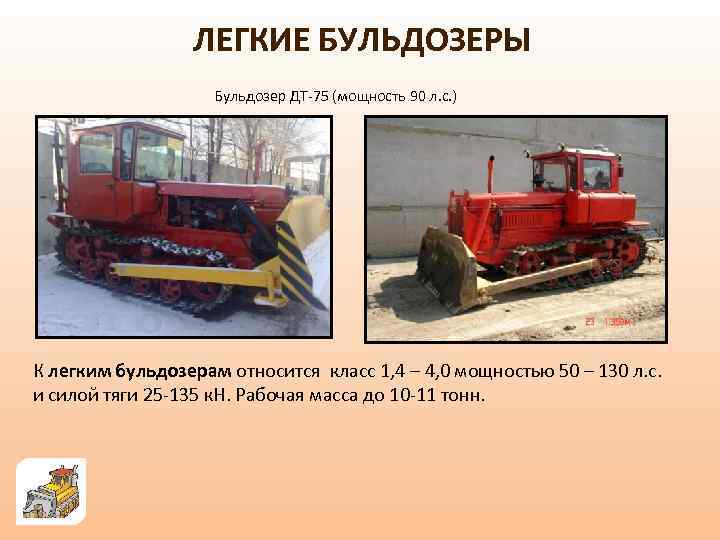 ЛЕГКИЕ БУЛЬДОЗЕРЫ
Бульдозер ДТ-75 (мощность 90 л.с.)
К легким бульдозерам относится класс 1,4 – 4,0 мощностью 50 – 130 л.с.
и силой тяги 25-135 кН. Рабочая масса до 10-11 тонн.